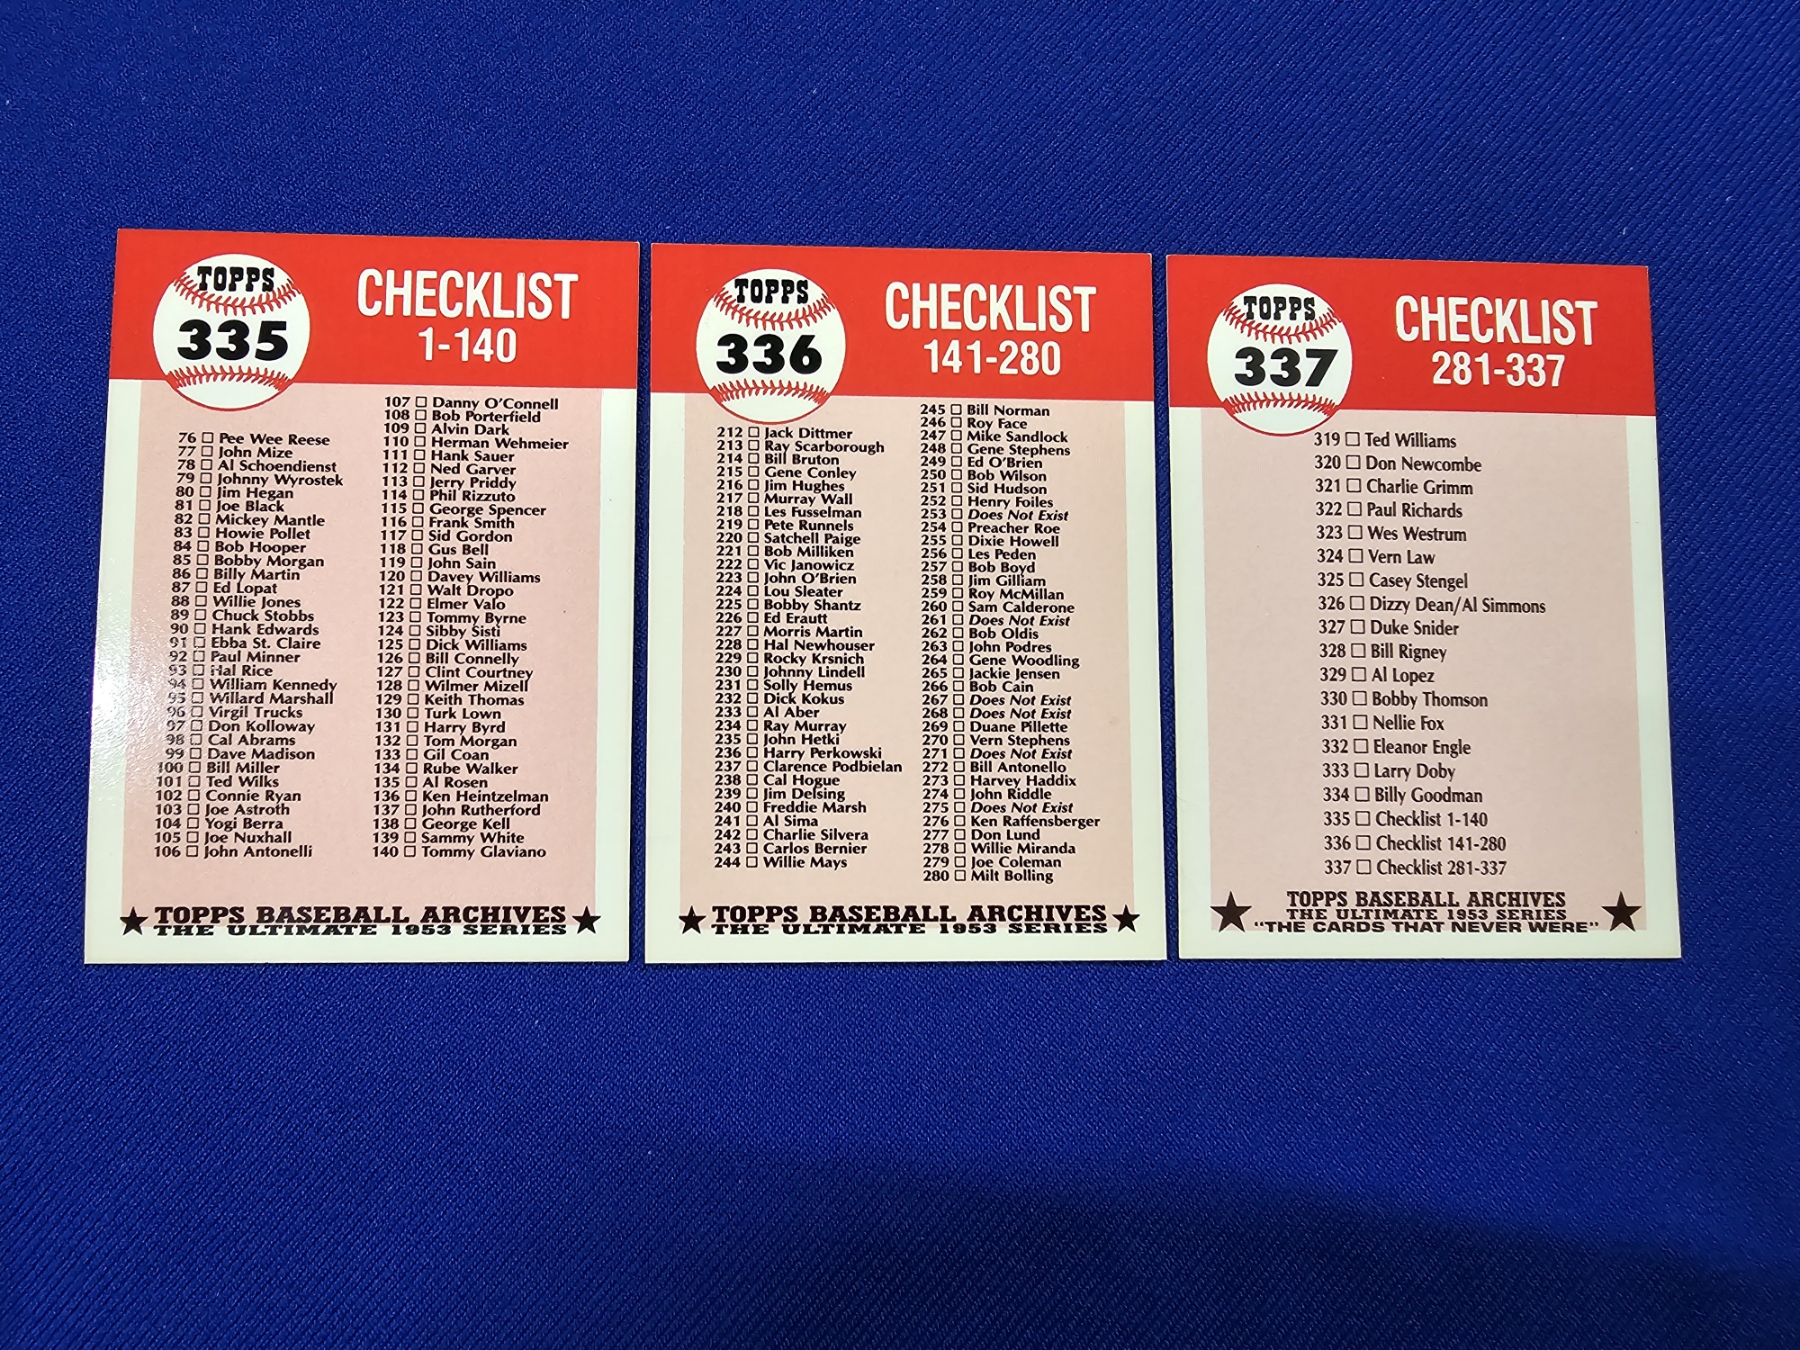 TOPPS
335
CHECKLIST
1-140
76 Pee Wee Reese
77 John Mize
78 Al Schoendienst
79 Johnny Wyrostek
80 Jim Hegan
81 Joe Black
82 Mickey Mantle
83 Howie Pollet
84 Bob Hooper
85 Bobby Morgan
86 Billy Martin
87 Ed Lopat
88 Willie Jones
89 Chuck Stobbs
90 Hank Edwards
91 Ebba St. Claire
92 Paul Minner
93 Hal Rice
94 William Kennedy
95 Willard Marshall
96 Virgil Trucks
97 Don Kolloway
98 Cal Abrams
99 Dave Madison
100 Bill Miller
101 Ted Wilks
102 Connie Ryan
103 Joe Astroth
104 Yogi Berra
105 Joe Nuxhall
106 John Antonelli
107 Danny O'Connell
108 Bob Porterfield
109 Alvin Dark
110 Herman Wehmeier
111 Hank Sauer
112 Ned Garver
113 Jerry Priddy
114 Phil Rizzuto
115 George Spencer
116 Frank Smith
117 Sid Gordon
118 Gus Bell
119 John Sain
120 Davey Williams
121 Walt Dropo
122 Elmer Valo
123 Tommy Byrne
124 Sibby Sisti
125 Dick Williams
126 Bill Connelly
127 Clint Courtney
128 Wilmer Mizell
129 Keith Thomas
130 Turk Lown
131 Harry Byrd
132 Tom Morgan
133 Gil Coan
134 Rube Walker
135 Al Rosen
136 Ken Heintzelman
137 John Rutherford
138 George Kell
139 Sammy White
140 Tommy Glaviano
TOPPS BASEBALL ARCHIVES
THE ULTIMATE 1953 SERIES
TOPPS
336
CHECKLIST
141-280
212 Jack Dittmer
213 Ray Scarborough
214 Bill Bruton
215 Gene Conley
216 Jim Hughes
217 Murray Wall
218 Les Fusselman
219 Pete Runnels
220 Satchell Paige
221 Bob Milliken
222 Vic Janowicz
223 John O'Brien
224 Lou Sleater
225 Bobby Shantz
226 Ed Erautt
227 Morris Martin
228 Hal Newhouser
229 Rocky Krsnich
230 Johnny Lindell
231 Solly Hemus
232 Dick Kokus
233 Al Aber
234 Ray Murray
235 John Hetki
236 Harry Perkowski
237 Clarence Podbielan
238 Cal Hogue
239 Jim Delsing
240 Freddie Marsh
241 Al Sima
242 Charlie Silvera
243 Carlos Bernier
244 Willie Mays
245 Bill Norman
246 Roy Face
247 Mike Sandlock
248 Gene Stephens
249 Ed O'Brien
250 Bob Wilson
251 Sid Hudson
252 Henry Foiles
253 Does Not Exist
254 Preacher Roe
255 Dixie Howell
256 Les Peden
257 Bob Boyd
258 Jim Gilliam
259 Roy McMillan
260 Sam Calderone
261 Does Not Exist
262 Bob Oldis
263 John Podres
264 Gene Woodling
265 Jackie Jensen
266 Bob Cain
267 Does Not Exist
268 Does Not Exist
269 Duane Pillette
270 Vern Stephens
271 Does Not Exist
272 Bill Antonello
273 Harvey Haddix
274 John Riddle
275 Does Not Exist
276 Ken Raffensberger
277 Don Lund
278 Willie Miranda
279 Joe Coleman
280 Milt Bolling
TOPPS BASEBALL ARCHIVES
THE ULTIMATE 1953 SERIES
TOPPS
337
CHECKLIST
281-337
319 Ted Williams
320 Don Newcombe
321 Charlie Grimm
322 Paul Richards
323 Wes Westrum
324 Vern Law
325 Casey Stengel
326 Dizzy Dean/Al Simmons
327 Duke Snider
328 Bill Rigney
329 Al Lopez
330 Bobby Thomson
331 Nellie Fox
332 Eleanor Engle
333 Larry Doby
334 Billy Goodman
335 Checklist 1-140
336 Checklist 141-280
337 Checklist 281-337
TOPPS BASEBALL ARCHIVES
THE ULTIMATE 1953 SERIES
"THE CARDS THAT NEVER WERE"